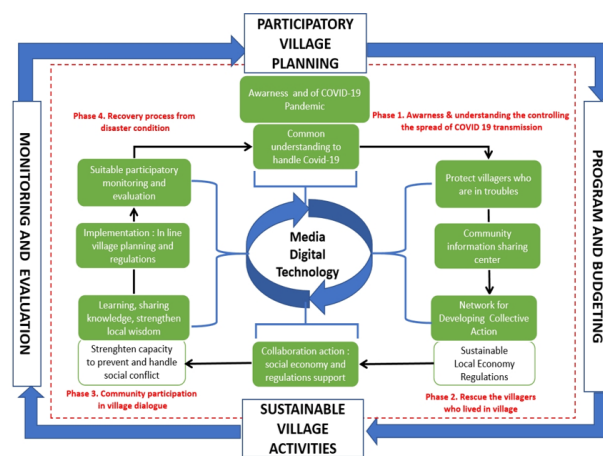 PARTICIPATORY
VILLAGE
PLANNING
Awarness and of COVID-19
Pandemic
Phase 4. Recovery process from
disaster condition
Phase 1. Awarness & understanding the controlling
the spread of COVID 19 transmission
Common
understanding to
handle Covid-19
Suitable participatory
monitoring and
evaluation
Protect villagers who
are in troubles
MONITORING AND EVALUATION
PROGRAM AND BUDGETING
Implementation : In line
village planning and
regulations
Media
Digital
Technology
Community
information sharing
center
Learning, sharing
knowledge, strengthen
local wisdom
Network for
Developing Collective
Action
Strenghten capacity
to prevent and handle
social conflict
Collaboration action :
social economy and
regulations support
Sustainable
Local Economy
Regulations
Phase 3. Community participation
in village dialogue
Phase 2. Rescue the villagers
who lived in village
SUSTAINABLE
VILLAGE
ACTIVITIES